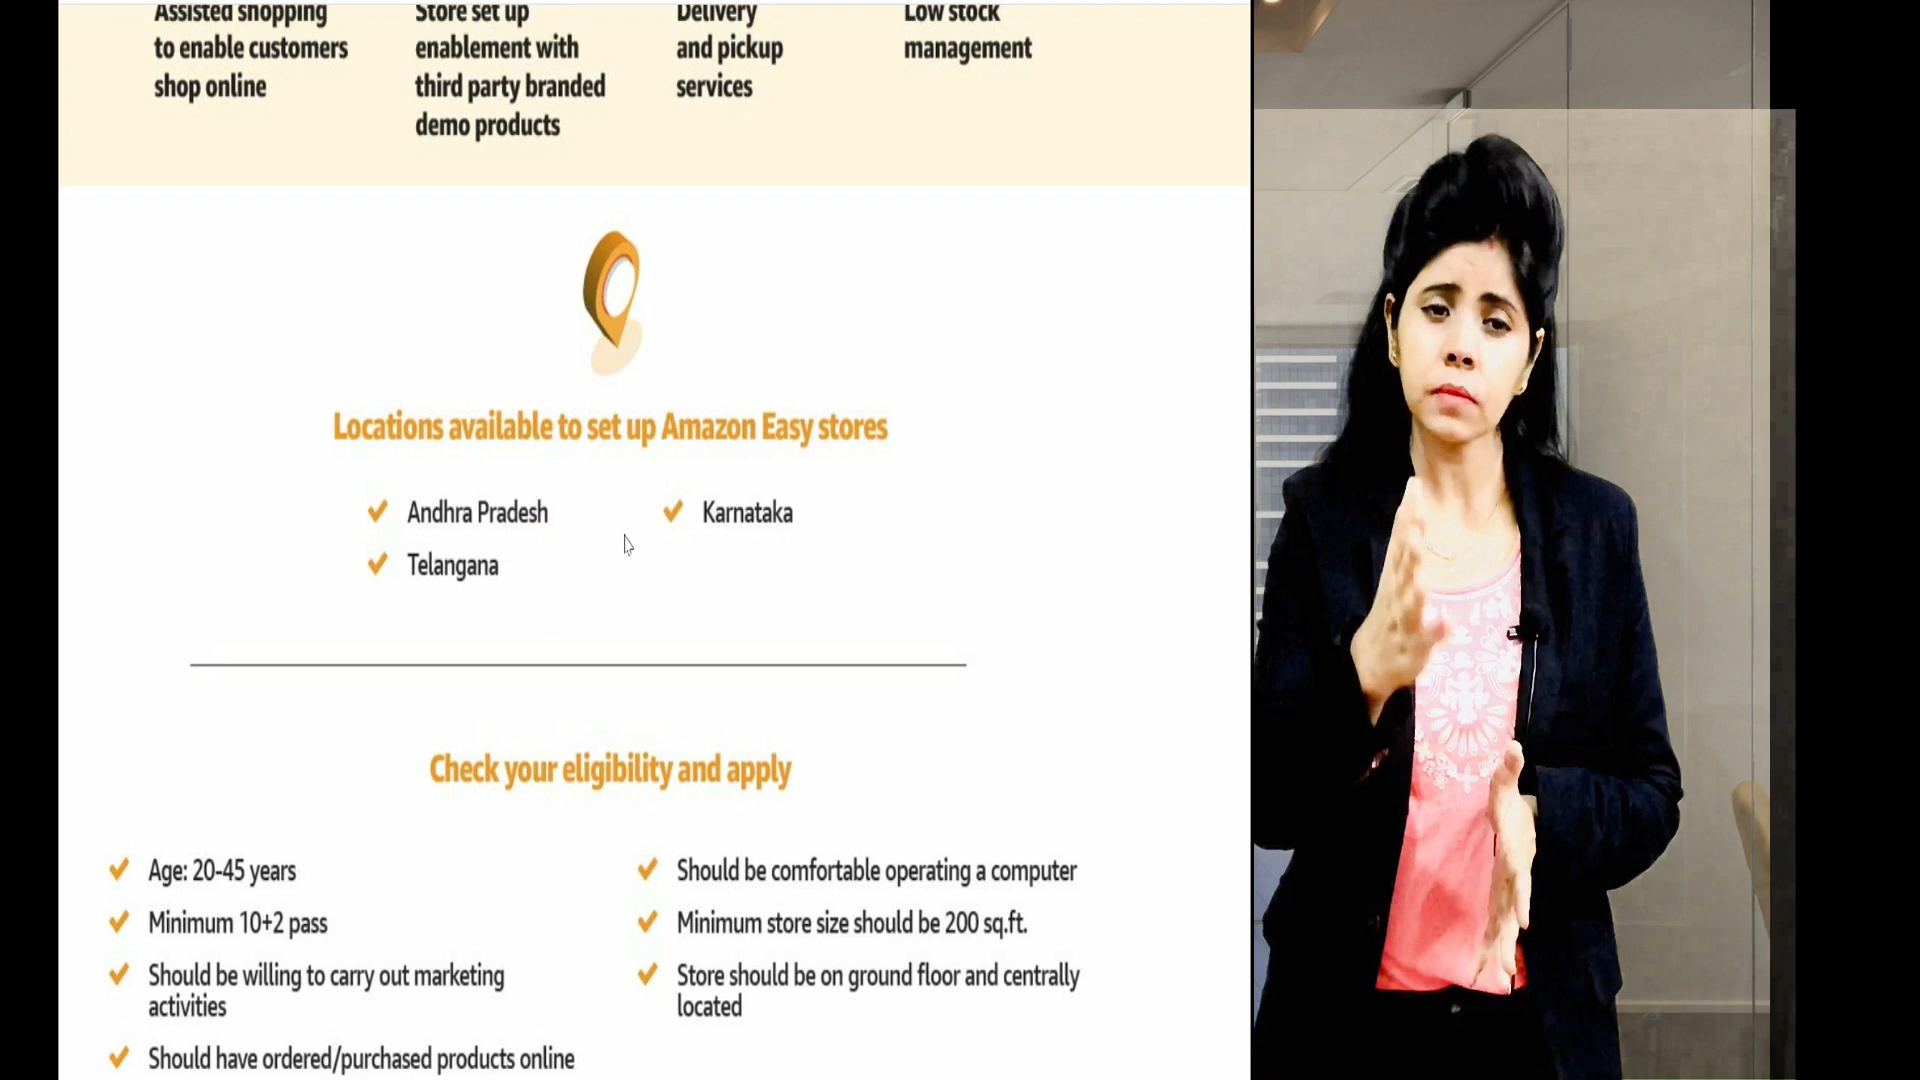 Assisted shopping
to enable customers
shop online
Store set up
enablement with
third party branded
demo products
Delivery
and pickup
services
Low stock
management
Locations available to set up Amazon Easy stores
Andhra Pradesh
Karnataka
Telangana
Check your eligibility and apply
Age: 20-45 years
Minimum 10+2 pass
Should be willing to carry out marketing
activities
Should have ordered/purchased products online
Should be comfortable operating a computer
Minimum store size should be 200 sq.ft.
Store should be on ground floor and centrally
located